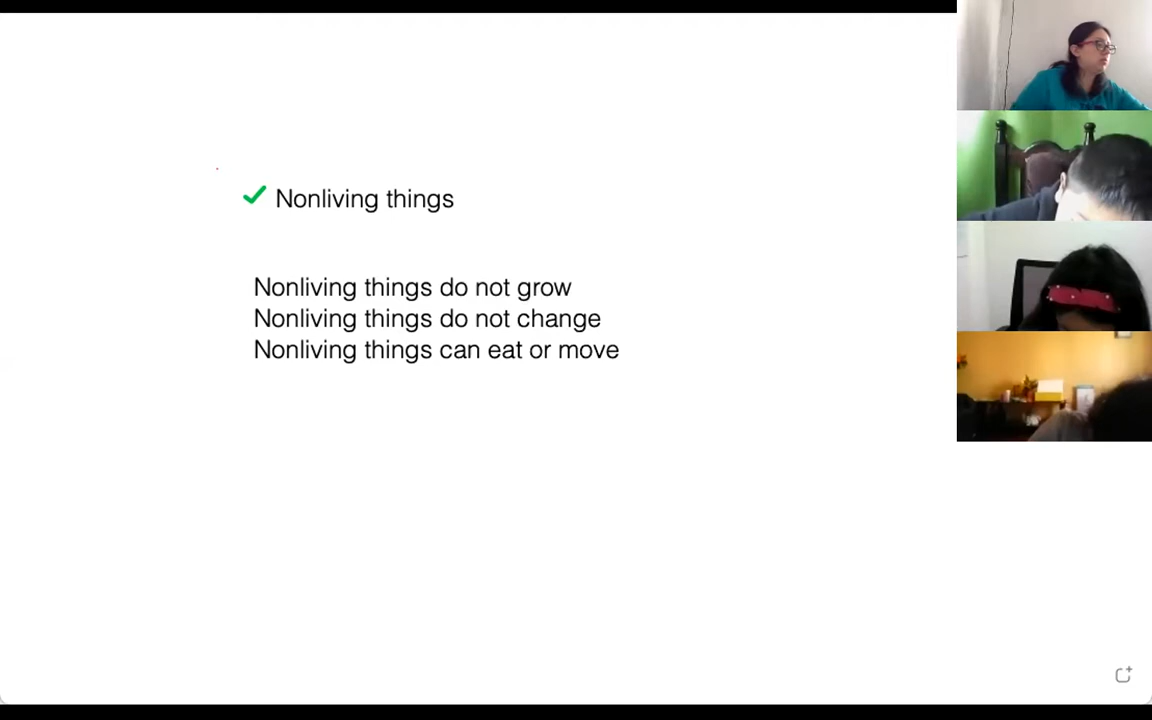 Nonliving things
Nonliving things do not grow
Nonliving things do not change
Nonliving things can eat or move